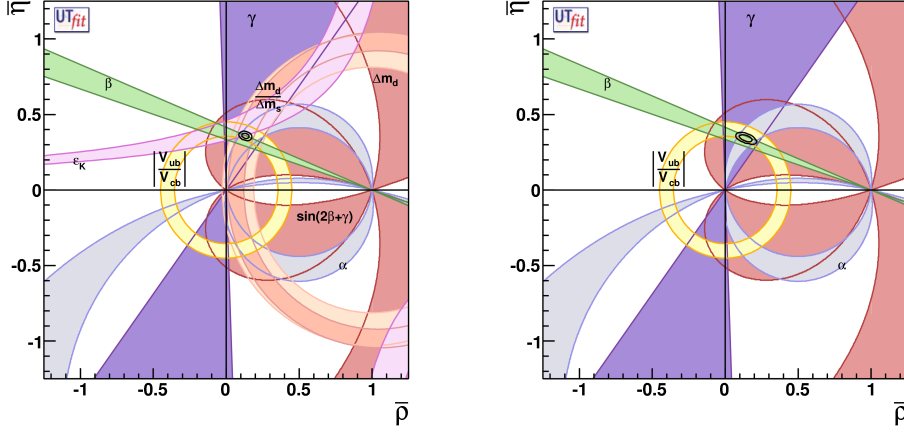 η̅
UTfit
γ
β
Δm_d
Δm_s
Δm_d
ε_K
|V_ub
V_cb|
sin(2β+γ)
α
1
0.5
0
-0.5
-1
-1
-0.5
0
0.5
1
ρ̅
η̅
UTfit
γ
β
|V_ub
V_cb|
α
1
0.5
0
-0.5
-1
-1
-0.5
0
0.5
1
ρ̅